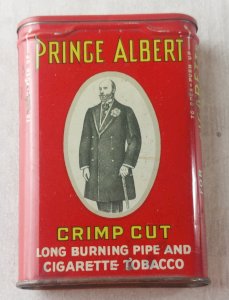 PRINCE ALBERT
CRIMP CUT
LONG BURNING PIPE AND
CIGARETTE TOBACCO